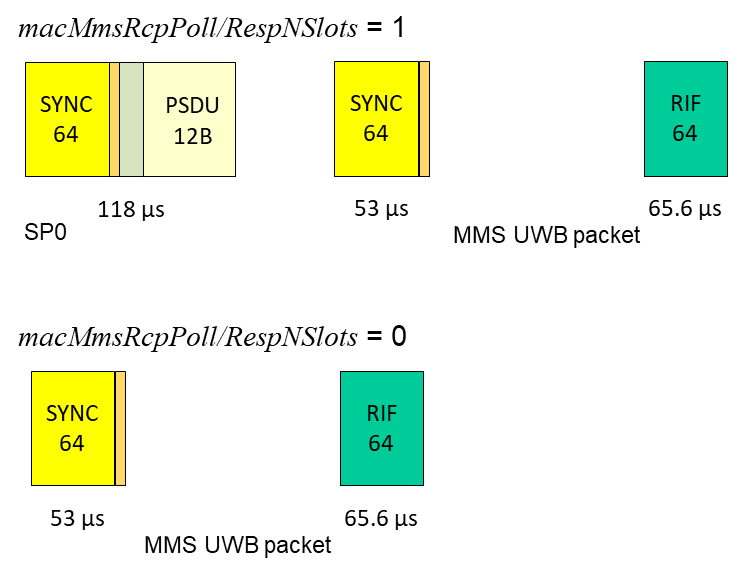 macMmsRcpPoll/RespNSlots = 1
SYNC
64
PSDU
12B
SYNC
64
RIF
64
118 µs
53 µs
65.6 µs
SP0
MMS UWB packet
macMmsRcpPoll/RespNSlots = 0
SYNC
64
RIF
64
53 µs
65.6 µs
MMS UWB packet